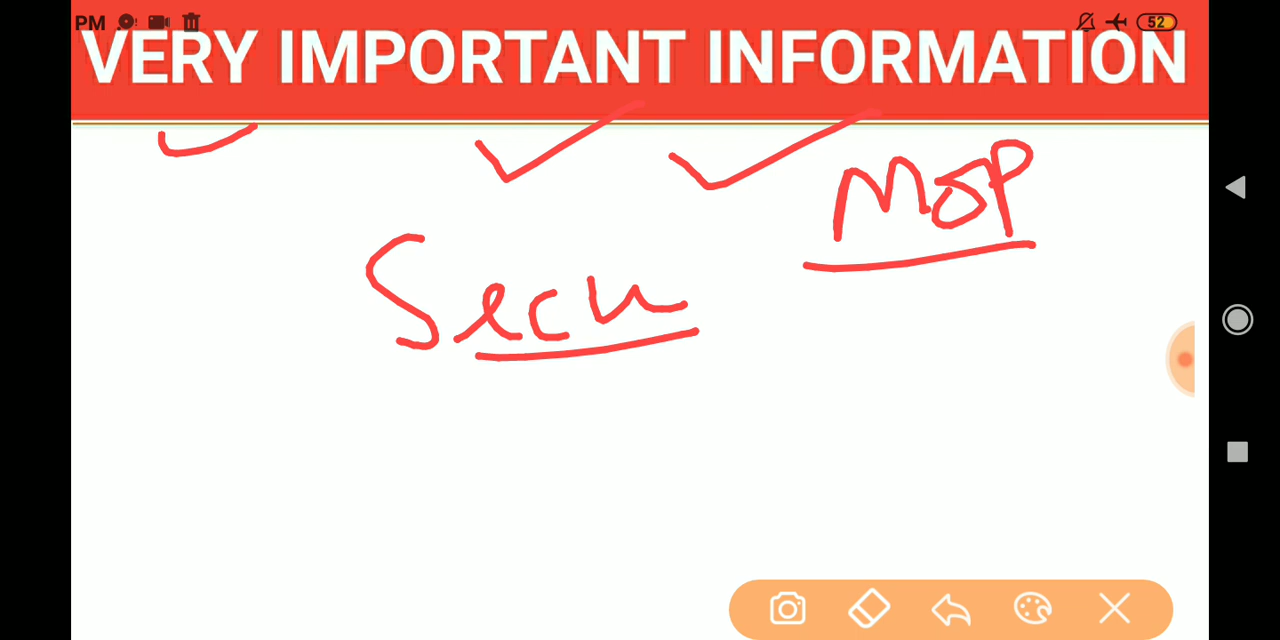 PM 52
VERY IMPORTANT INFORMATION
MOP
Secu